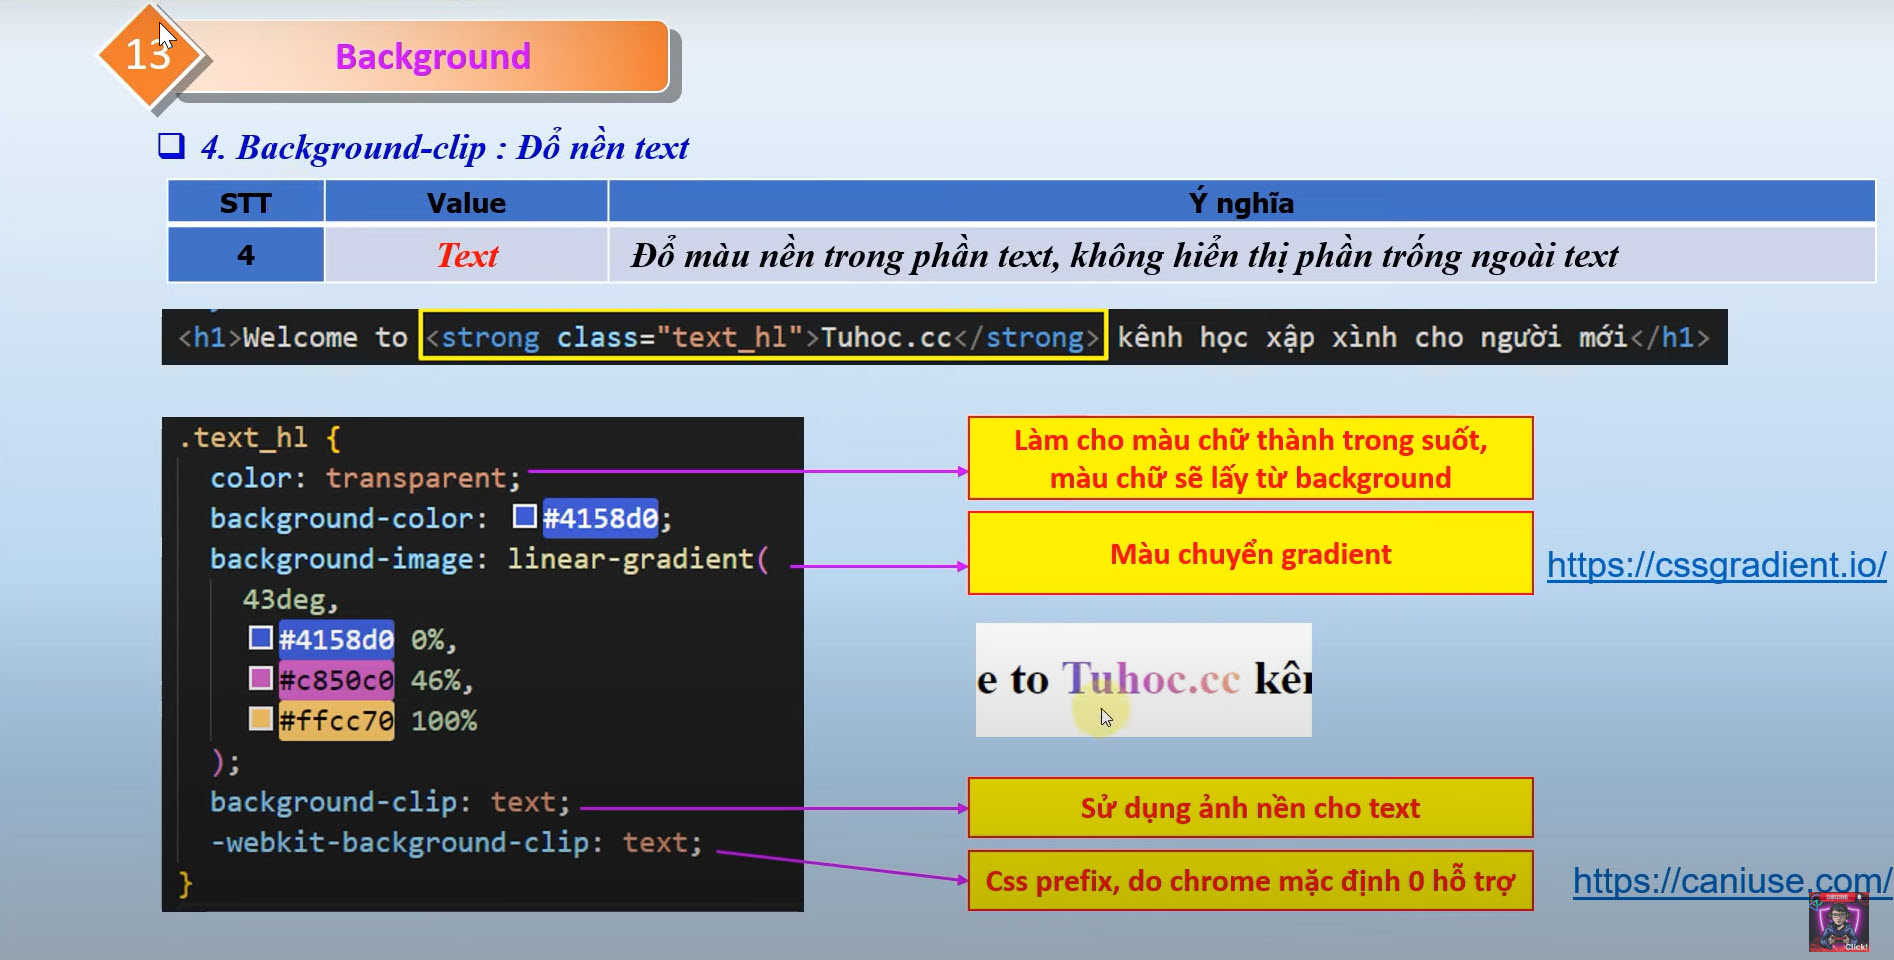 13
Background
4. Background-clip : Đổ nền text
STT Value Ý nghĩa
4 Text Đổ màu nền trong phần text, không hiển thị phần trống ngoài text
<h1>Welcome to <strong class="text_hl">Tuhoc.cc</strong> kênh học xập xình cho người mới</h1>
.text_hl {
color: transparent;
background-color: #4158d0;
background-image: linear-gradient(
43deg,
#4158d0 0%,
#c850c0 46%,
#ffcc70 100%
);
background-clip: text;
-webkit-background-clip: text;
}
Làm cho màu chữ thành trong suốt,
màu chữ sẽ lấy từ background
Màu chuyển gradient
https://cssgradient.io/
e to Tuhoc.cc kên
Sử dụng ảnh nền cho text
Css prefix, do chrome mặc định 0 hỗ trợ
https://caniuse.com/
Click!